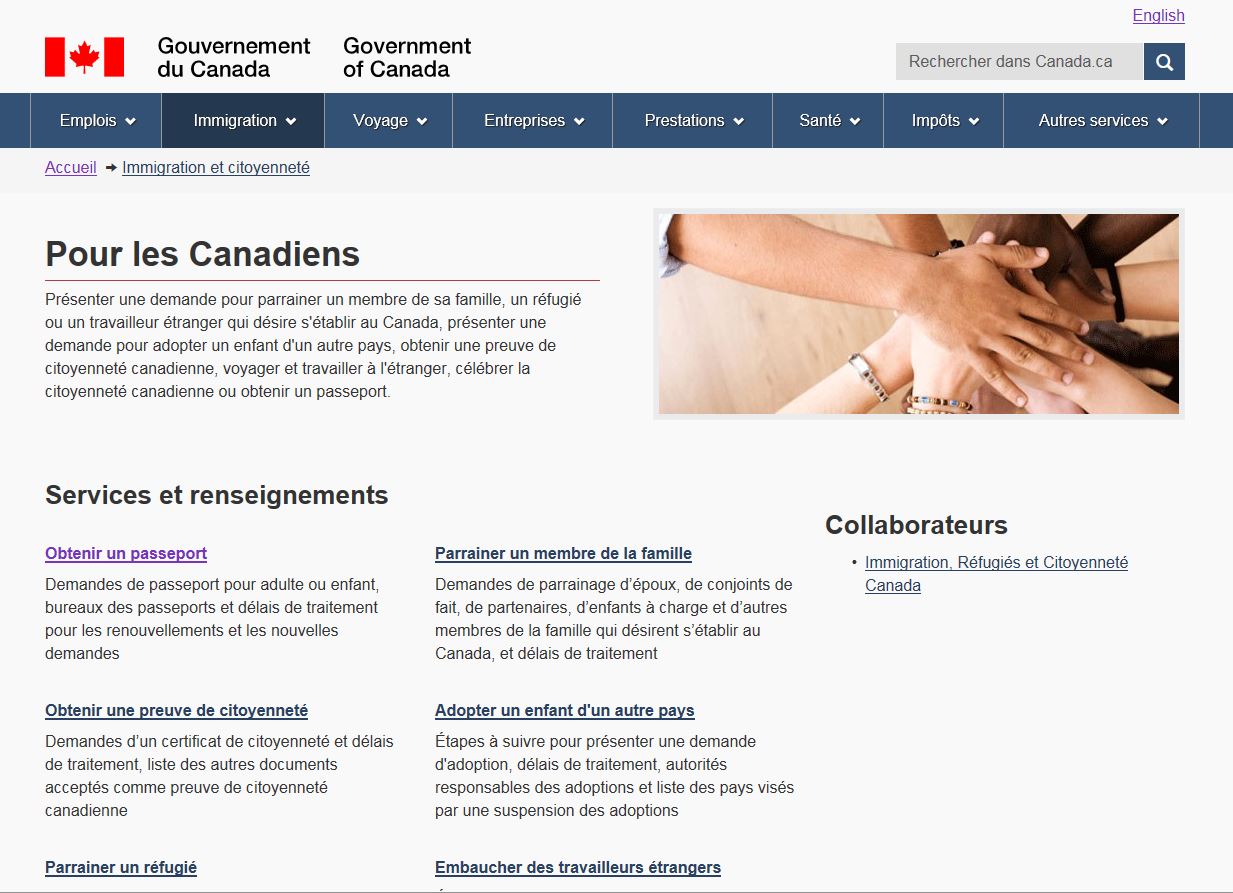 English
Gouvernement
du Canada
Government
of Canada
Rechercher dans Canada.ca
Emplois
Immigration
Voyage
Entreprises
Prestations
Santé
Impôts
Autres services
Accueil
Immigration et citoyenneté
Pour les Canadiens
Présenter une demande pour parrainer un membre de sa famille, un réfugié
ou un travailleur étranger qui désire s'établir au Canada, présenter une
demande pour adopter un enfant d'un autre pays, obtenir une preuve de
citoyenneté canadienne, voyager et travailler à l'étranger, célébrer la
citoyenneté canadienne ou obtenir un passeport.
Services et renseignements
Obtenir un passeport
Demandes de passeport pour adulte ou enfant,
bureaux des passeports et délais de traitement
pour les renouvellements et les nouvelles
demandes
Parrainer un membre de la famille
Demandes de parrainage d’époux, de conjoints de
fait, de partenaires, d’enfants à charge et d’autres
membres de la famille qui désirent s’établir au
Canada, et délais de traitement
Obtenir une preuve de citoyenneté
Demandes d’un certificat de citoyenneté et délais
de traitement, liste des autres documents
acceptés comme preuve de citoyenneté
canadienne
Adopter un enfant d'un autre pays
Étapes à suivre pour présenter une demande
d'adoption, délais de traitement, autorités
responsables des adoptions et liste des pays visés
par une suspension des adoptions
Parrainer un réfugié
Embaucher des travailleurs étrangers
Collaborateurs
• Immigration, Réfugiés et Citoyenneté
Canada